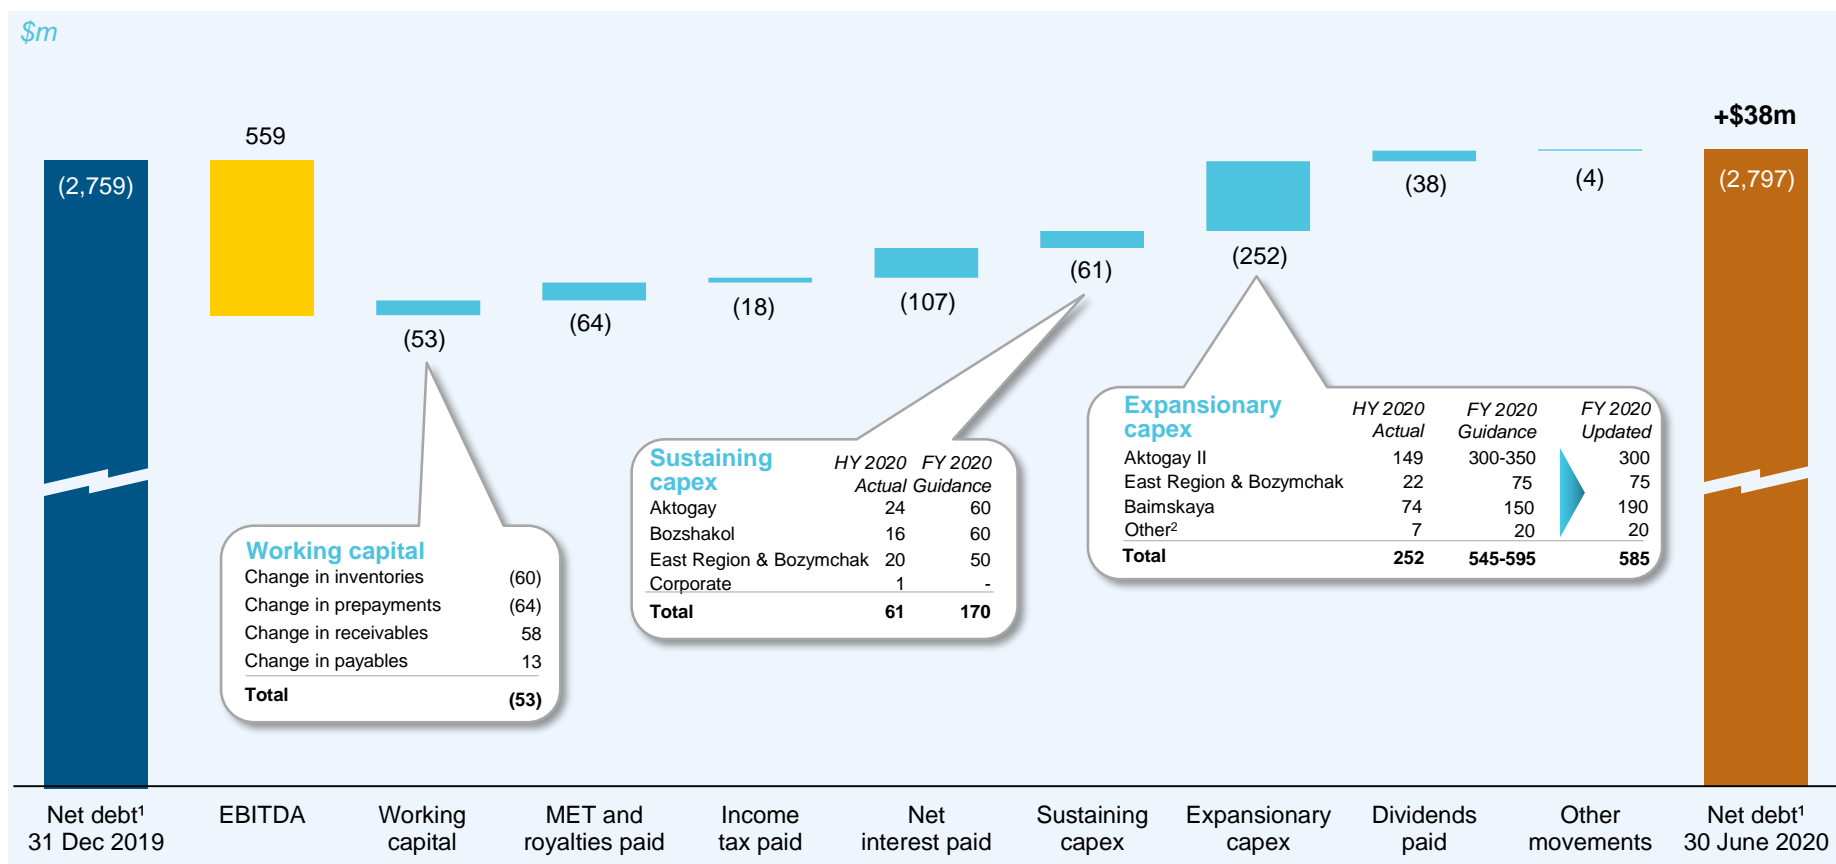 $m
+$38m
559
(2,759)
(53)
(64)
(18)
(107)
(61)
(252)
(38)
(4)
(2,797)
Working capital
Change in inventories (60)
Change in prepayments (64)
Change in receivables 58
Change in payables 13
Total (53)
Sustaining capex HY 2020 Actual FY 2020 Guidance
Aktogay 24 60
Bozshakol 16 60
East Region & Bozymchak 20 50
Corporate 1 -
Total 61 170
Expansionary capex HY 2020 Actual FY 2020 Guidance FY 2020 Updated
Aktogay II 149 300-350 300
East Region & Bozymchak 22 75 75
Baimskaya 74 150 190
Other² 7 20 20
Total 252 545-595 585
Net debt¹
31 Dec 2019
EBITDA
Working
capital
MET and
royalties paid
Income
tax paid
Net
interest paid
Sustaining
capex
Expansionary
capex
Dividends
paid
Other
movements
Net debt¹
30 June 2020